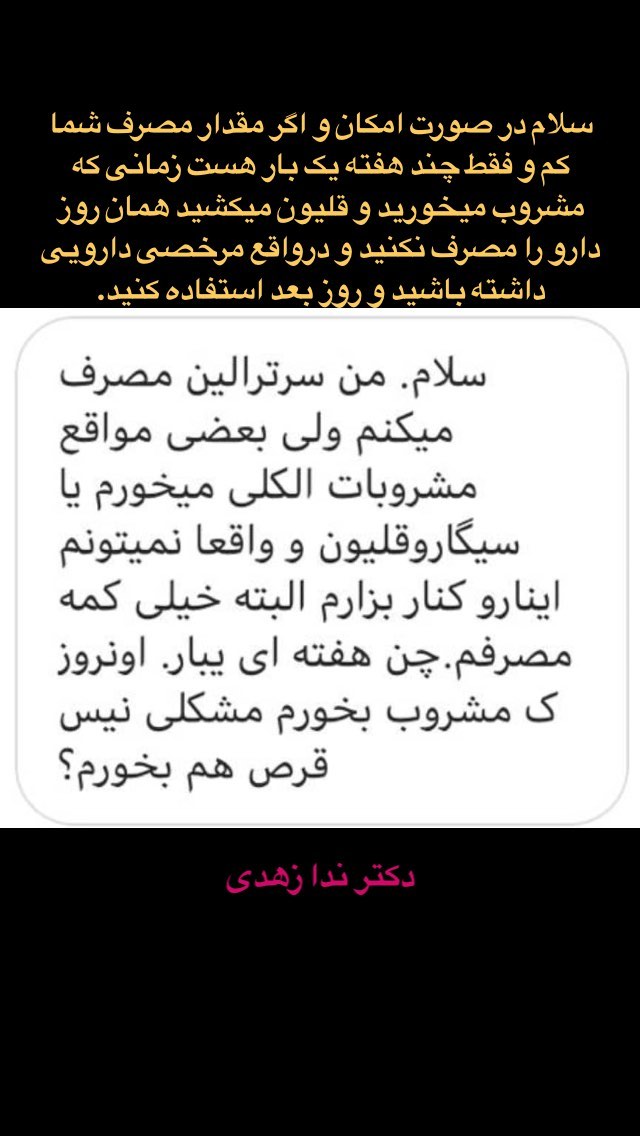 سلام در صورت امکان و اگر مقدار مصرف شما
کم و فقط چند هفته یک بار هست زمانی که
مشروب میخورید و قلیون میکشید همان روز
دارو را مصرف نکنید و درواقع مرخصی دارویی
داشته باشید و روز بعد استفاده کنید.
سلام. من سرترالین مصرف
میکنم ولی بعضی مواقع
مشروبات الکلی میخورم یا
سیگاروقلیون و واقعا نمیتونم
اینارو کنار بزارم البته خیلی کمه
مصرفم.چن هفته ای یبار. اونروز
ک مشروب بخورم مشکلی نیس
قرص هم بخورم؟
دکتر ندا زهدی